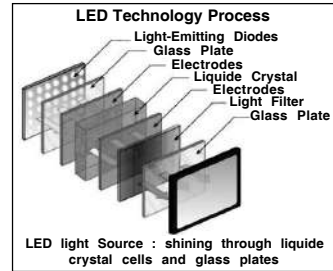 LED Technology Process
Light-Emitting Diodes
Glass Plate
Electrodes
Liquide Crystal
Electrodes
Light Filter
Glass Plate
LED light Source : shining through liquide
crystal cells and glass plates